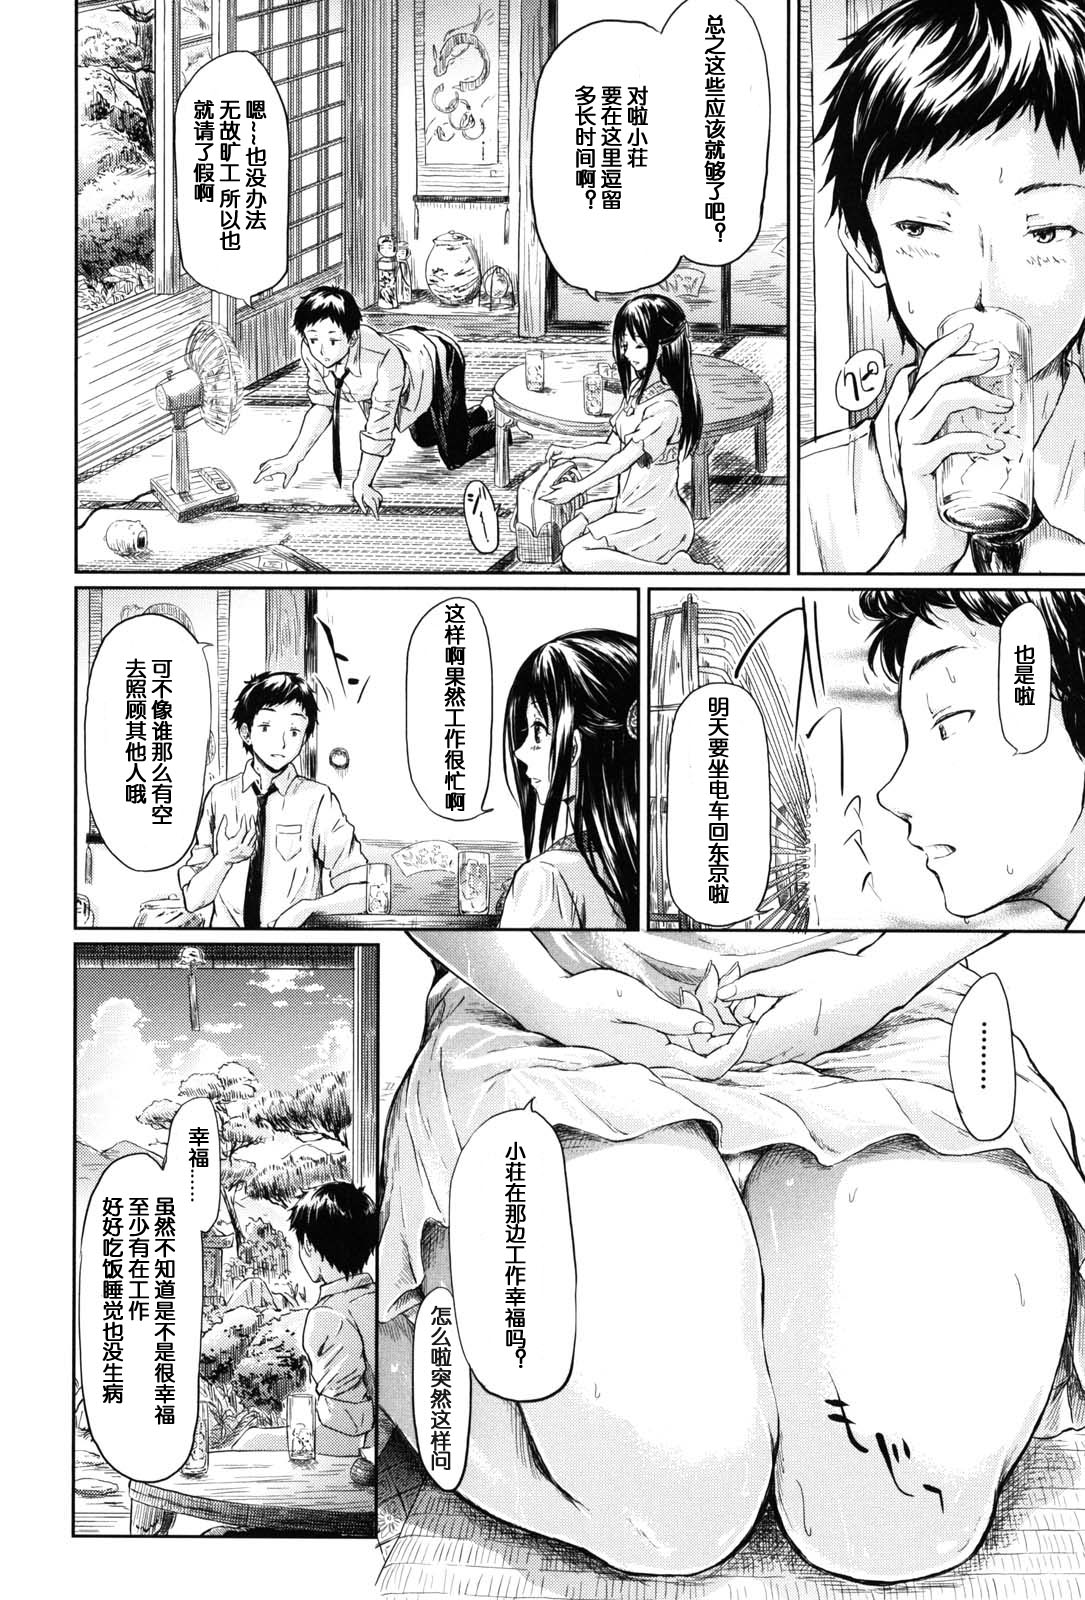 总之这些应该就够了吧？
对啦小荘
要在这里逗留
多长时间啊？
嗯~也没办法
无故旷工 所以也
就请了假啊
也是啦
明天要坐电车回东京啦
这样啊果然工作很忙啊
可不像谁那么有空
去照顾其他人哦
………
小荘在那边工作幸福吗？
怎么啦突然这样问
もぞ
幸福……
虽然不知道是不是很幸福
至少有在工作
好好吃饭睡觉也没生病